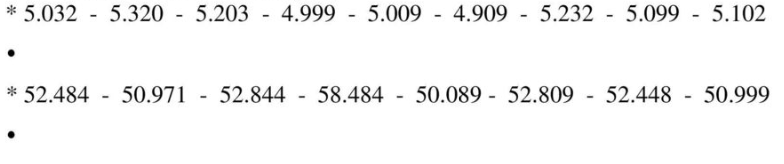 * 5.032 - 5.320 - 5.203 - 4.999 - 5.009 - 4.909 - 5.232 - 5.099 - 5.102
•
* 52.484 - 50.971 - 52.844 - 58.484 - 50.089 - 52.809 - 52.448 - 50.999
•